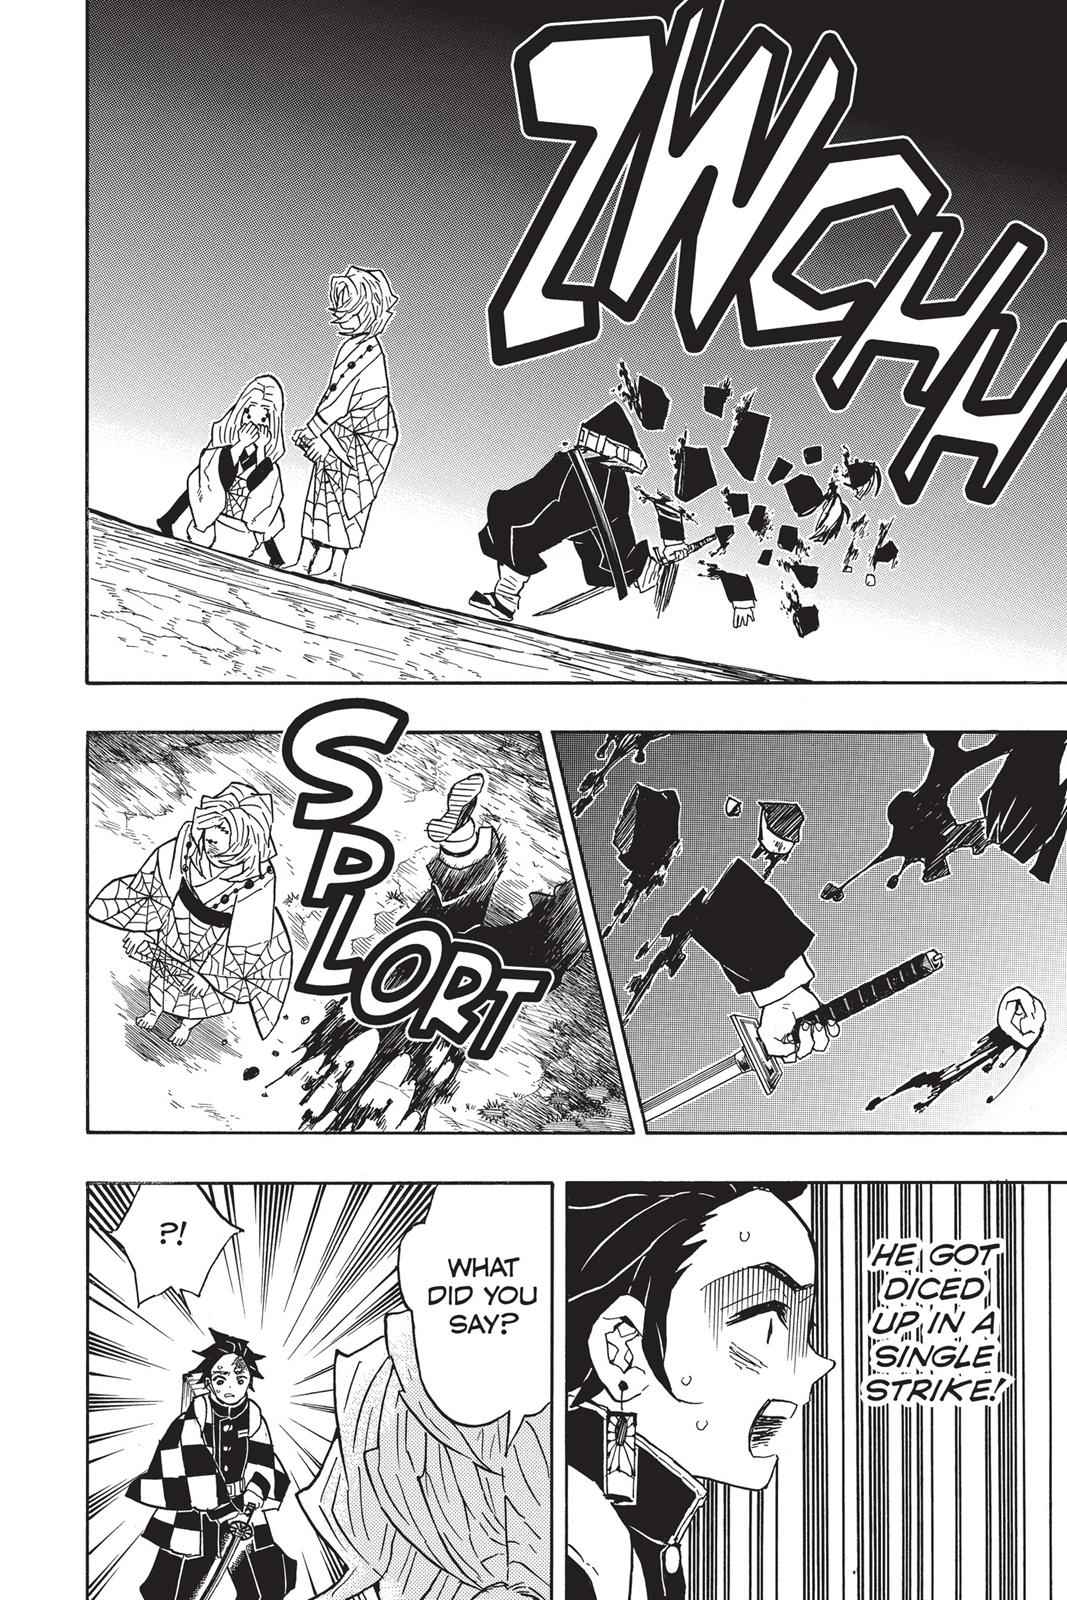 ZWCHH
SPLORT
HE GOT
DICED
UP IN A
SINGLE
STRIKE!
WHAT
DID YOU
SAY?
?!